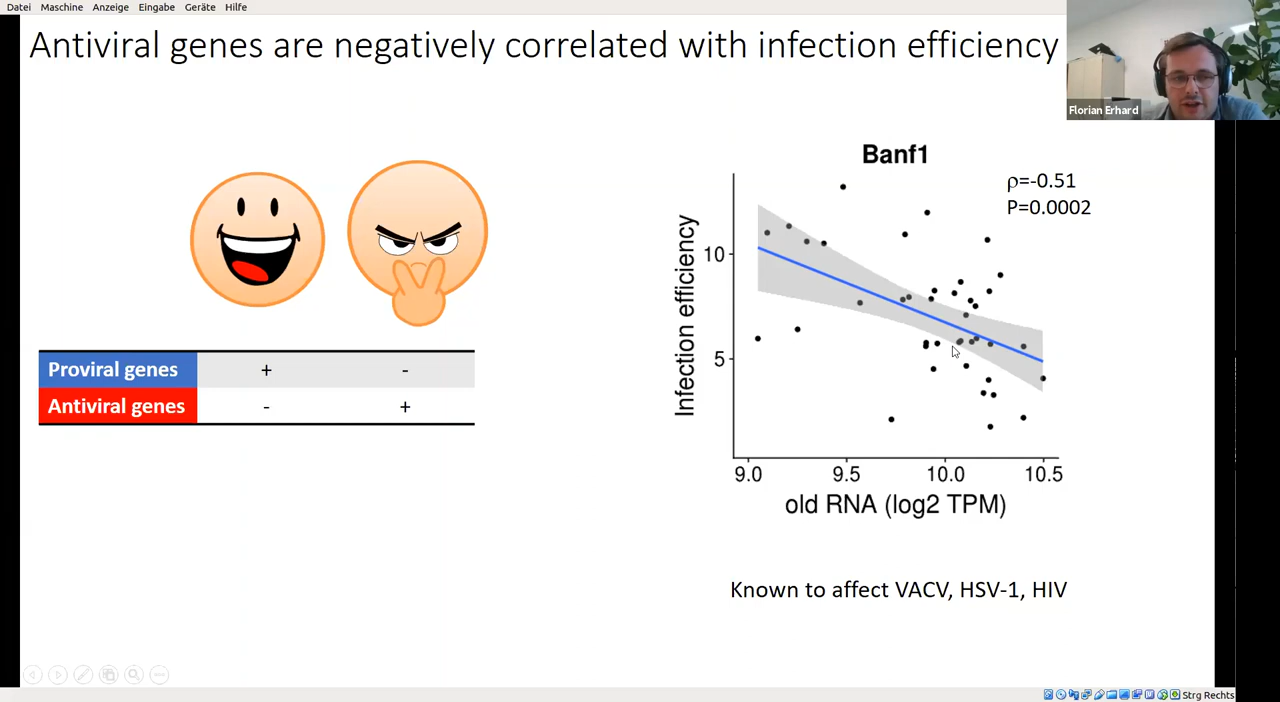 Datei Maschine Anzeige Eingabe Geräte Hilfe
Antiviral genes are negatively correlated with infection efficiency
Florian Erhard
Banf1
ρ=-0.51
P=0.0002
Infection efficiency
10
5
9.0 9.5 10.0 10.5
old RNA (log2 TPM)
Proviral genes + -
Antiviral genes - +
Known to affect VACV, HSV-1, HIV
Strg Rechts